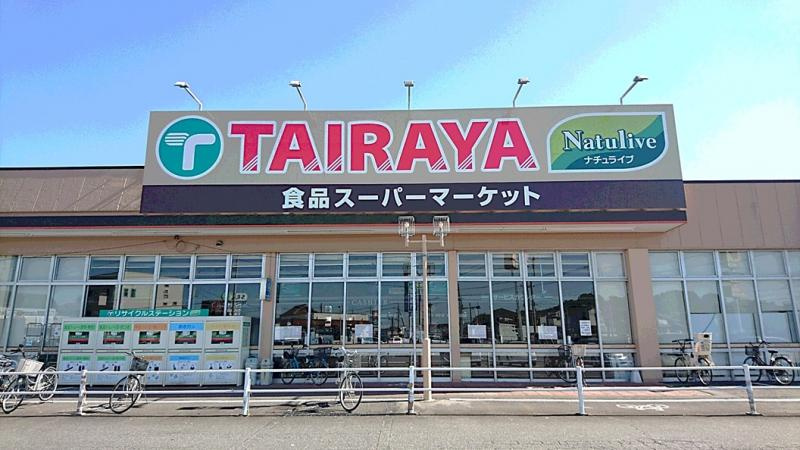 TAIRAYA
Natulive
ナチュライブ
食品スーパーマーケット
リサイクルステーション